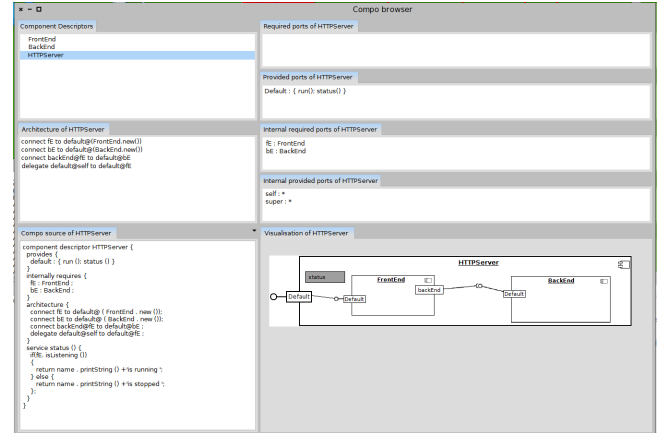 Compo browser
Component Descriptors
FrontEnd
BackEnd
HTTPServer
Required ports of HTTPServer
Provided ports of HTTPServer
Default : { run(); status() }
Architecture of HTTPServer
connect fE to default@(FrontEnd.new())
connect bE to default@(BackEnd.new())
connect backEnd@fE to default@bE
delegate default@self to default@fE
Internal required ports of HTTPServer
fE : FrontEnd
bE : BackEnd
Internal provided ports of HTTPServer
self : *
super : *
Compo source of HTTPServer
component descriptor HTTPServer {
provides {
default : { run (); status () }
}
internally requires {
fE : FrontEnd ;
bE : BackEnd ;
}
architecture {
connect fE to default@ ( FrontEnd . new ());
connect bE to default@ ( BackEnd . new ());
connect backEnd@fE to default@bE ;
delegate default@self to default@fE ;
}
service status () {
if(fE. isListening ())
{
return name . printString () +'is running ';
} else {
return name . printString () +'is stopped ';
};
}
}
Visualisation of HTTPServer
HTTPServer
status
FrontEnd
BackEnd
backEnd
Default
Default
Default